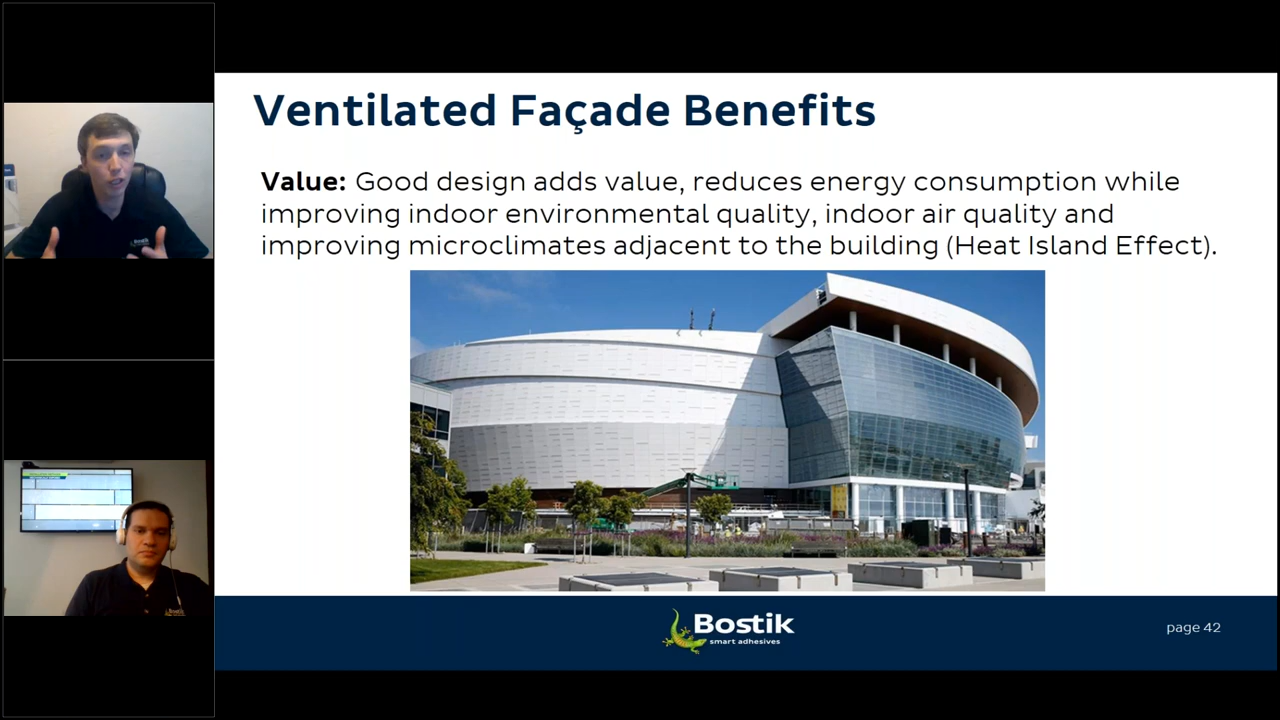 Ventilated Façade Benefits
Value: Good design adds value, reduces energy consumption while
improving indoor environmental quality, indoor air quality and
improving microclimates adjacent to the building (Heat Island Effect).
Bostik
smart adhesives
page 42
Bostik